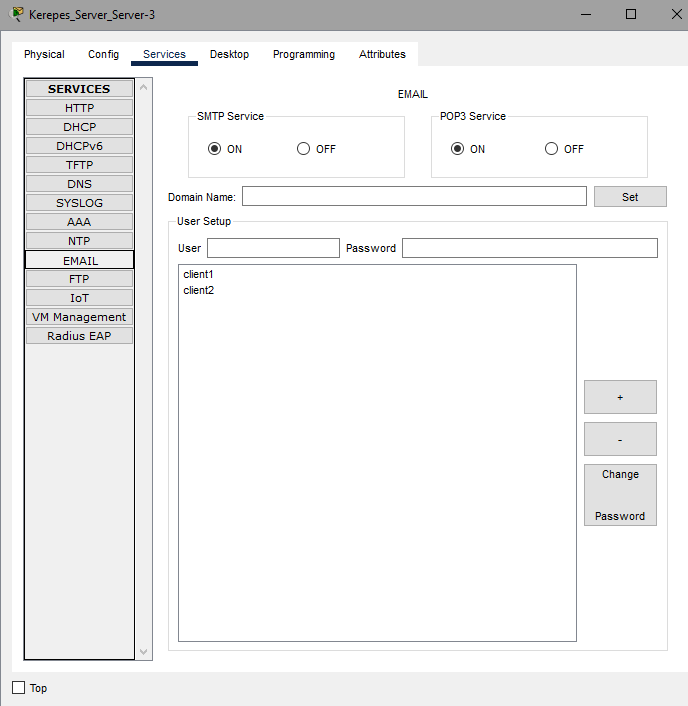 Kerepes_Server_Server-3
Physical Config Services Desktop Programming Attributes
SERVICES
HTTP
DHCP
DHCPv6
TFTP
DNS
SYSLOG
AAA
NTP
EMAIL
FTP
IoT
VM Management
Radius EAP
EMAIL
SMTP Service
ON OFF
POP3 Service
ON OFF
Domain Name: Set
User Setup
User Password
client1
client2
+
-
Change
Password
Top